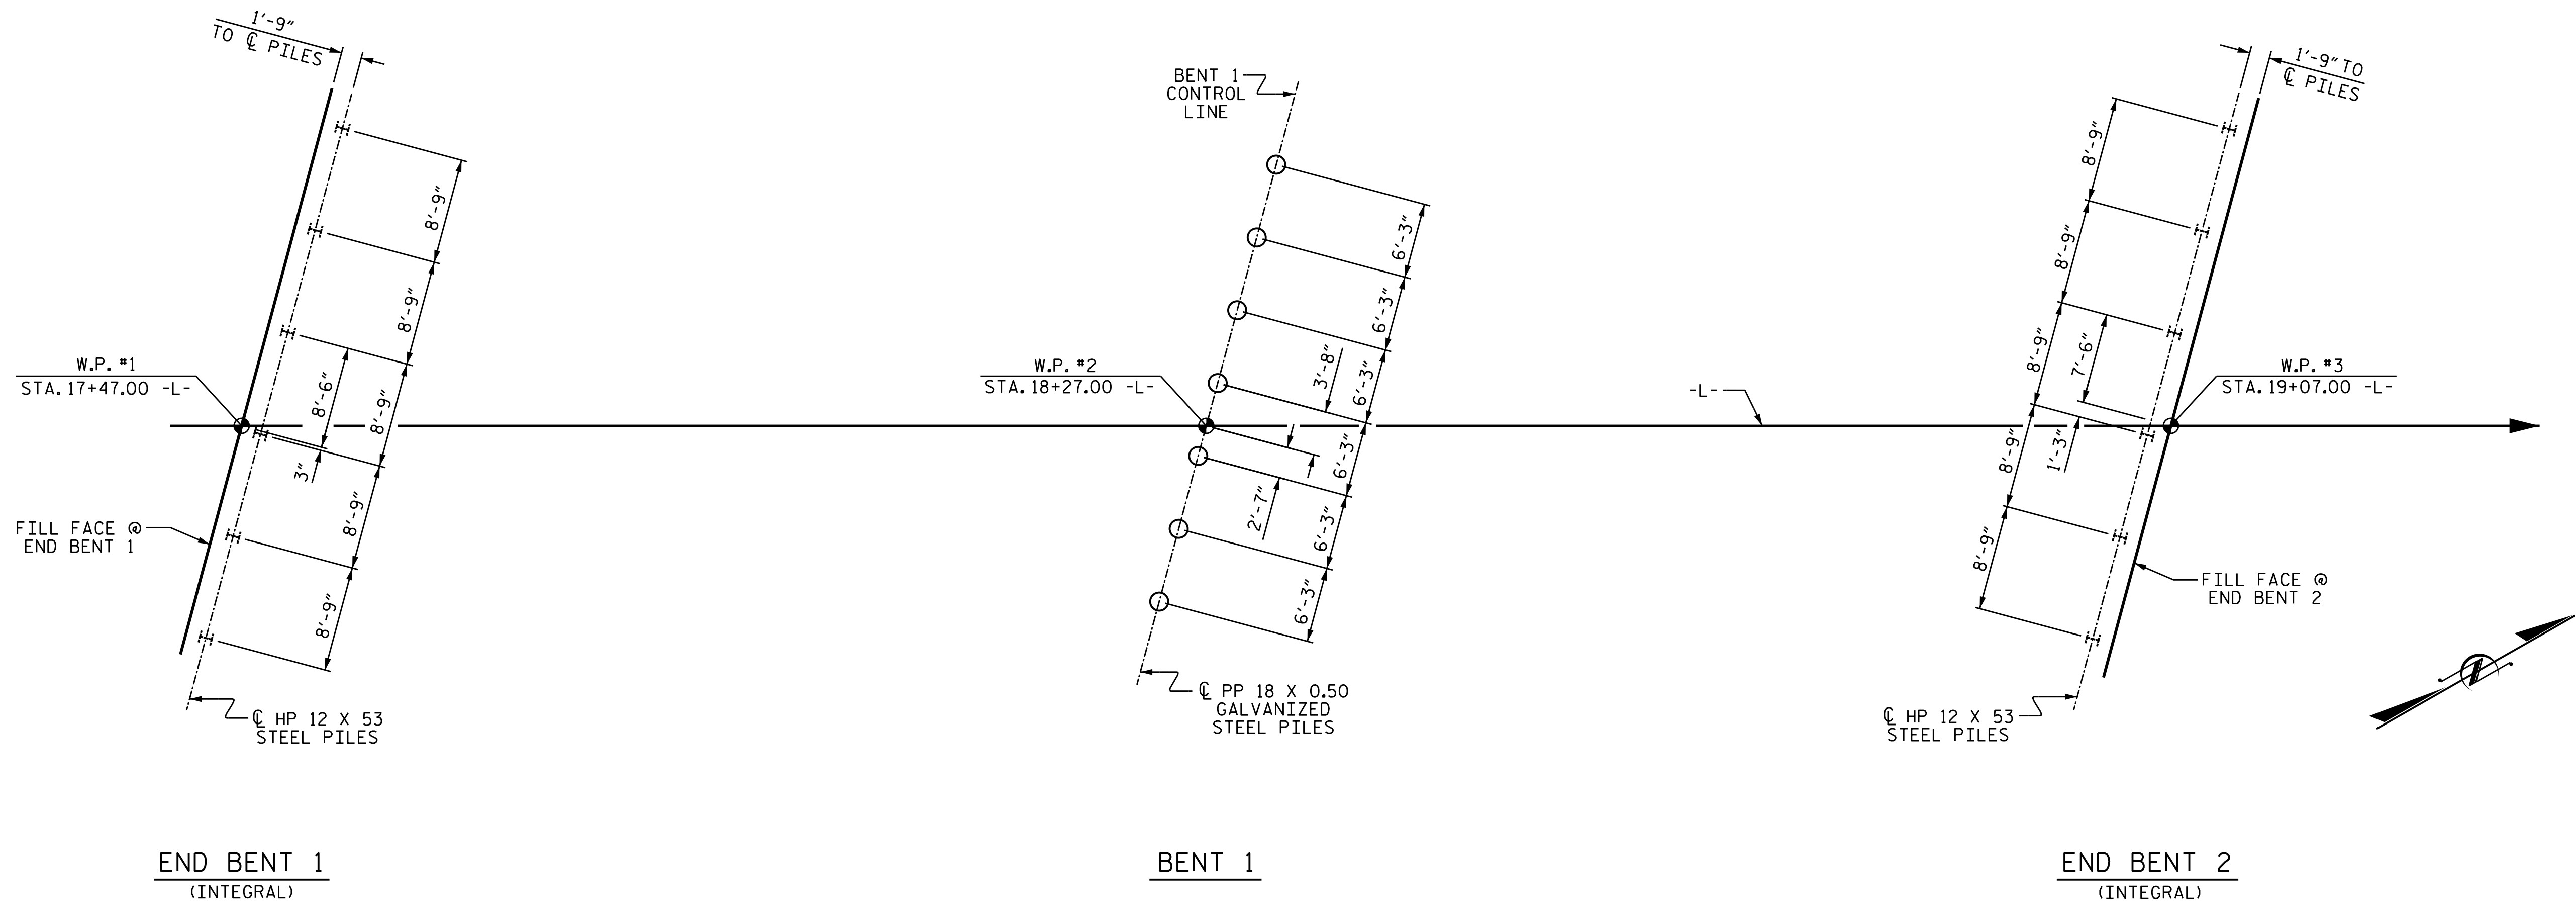 1'-9"
TO ℄ PILES
8'-9"
8'-9"
8'-9"
8'-9"
8'-9"
8'-6"
3"
W.P. #1
STA. 17+47.00 -L-
FILL FACE @
END BENT 1
℄ HP 12 X 53
STEEL PILES
END BENT 1
(INTEGRAL)
BENT 1
CONTROL
LINE
6'-3"
6'-3"
6'-3"
6'-3"
6'-3"
6'-3"
3'-8"
2'-7"
W.P. #2
STA. 18+27.00 -L-
℄ PP 18 X 0.50
GALVANIZED
STEEL PILES
BENT 1
-L-
1'-9" TO
℄ PILES
8'-9"
8'-9"
8'-9"
8'-9"
8'-9"
7'-6"
1'-3"
W.P. #3
STA. 19+07.00 -L-
FILL FACE @
END BENT 2
℄ HP 12 X 53
STEEL PILES
END BENT 2
(INTEGRAL)
N